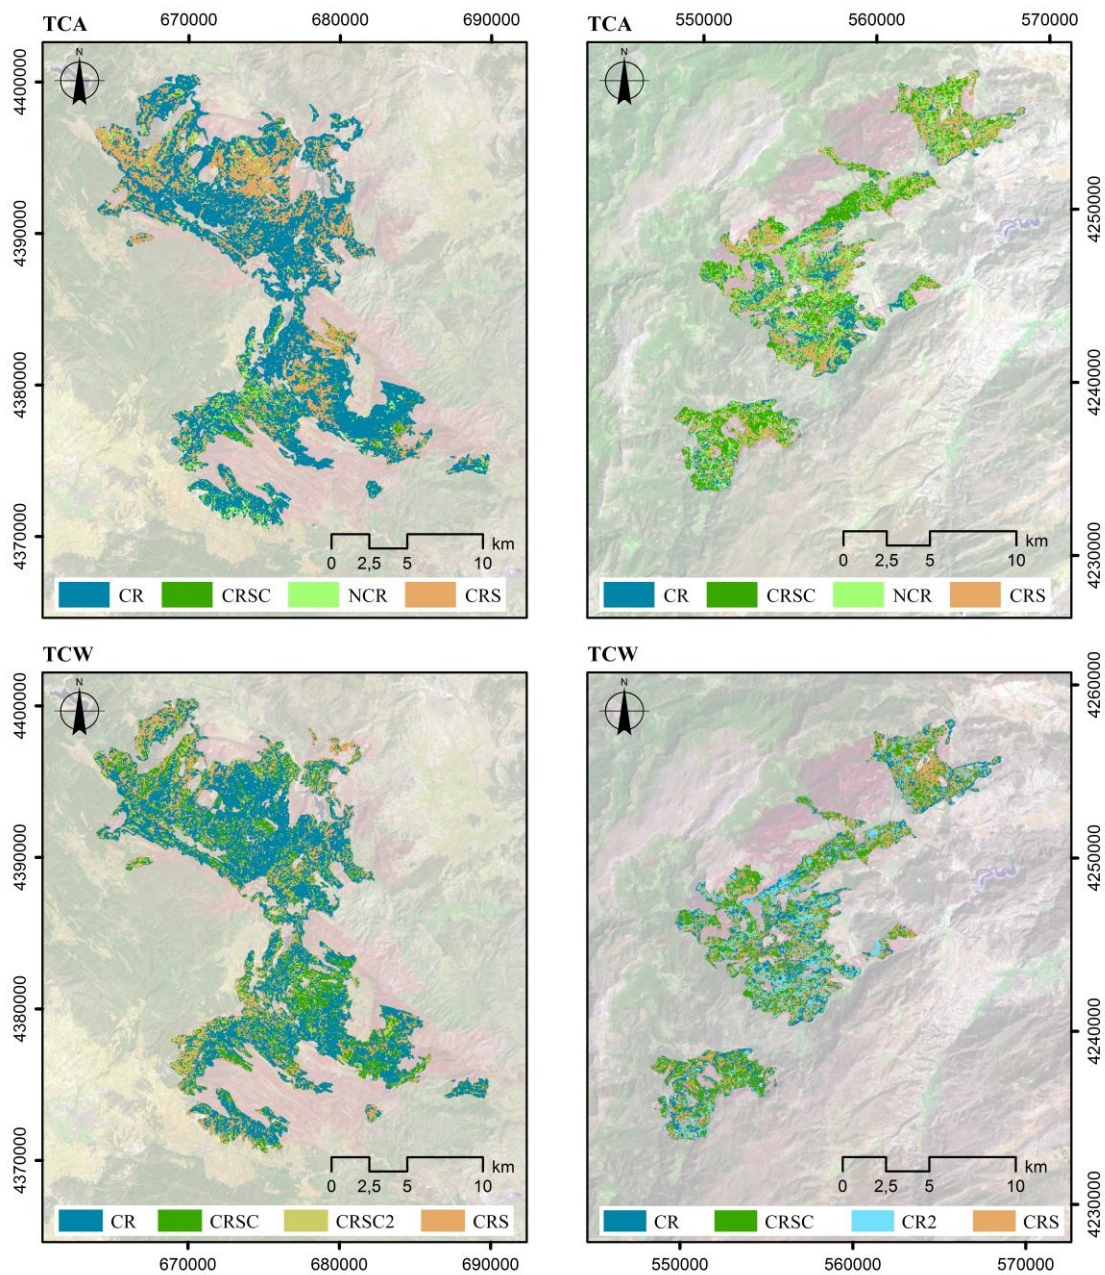 TCA
670000 680000 690000
N
4400000
4390000
4380000
4370000
km
0 2,5 5 10
CR CRSC NCR CRS
TCA
550000 560000 570000
N
4250000
4240000
4230000
km
0 2,5 5 10
CR CRSC NCR CRS
TCW
N
4400000
4390000
4380000
4370000
km
0 2,5 5 10
CR CRSC CRSC2 CRS
670000 680000 690000
TCW
N
4260000
4250000
4240000
4230000
km
0 2,5 5 10
CR CRSC CR2 CRS
550000 560000 570000